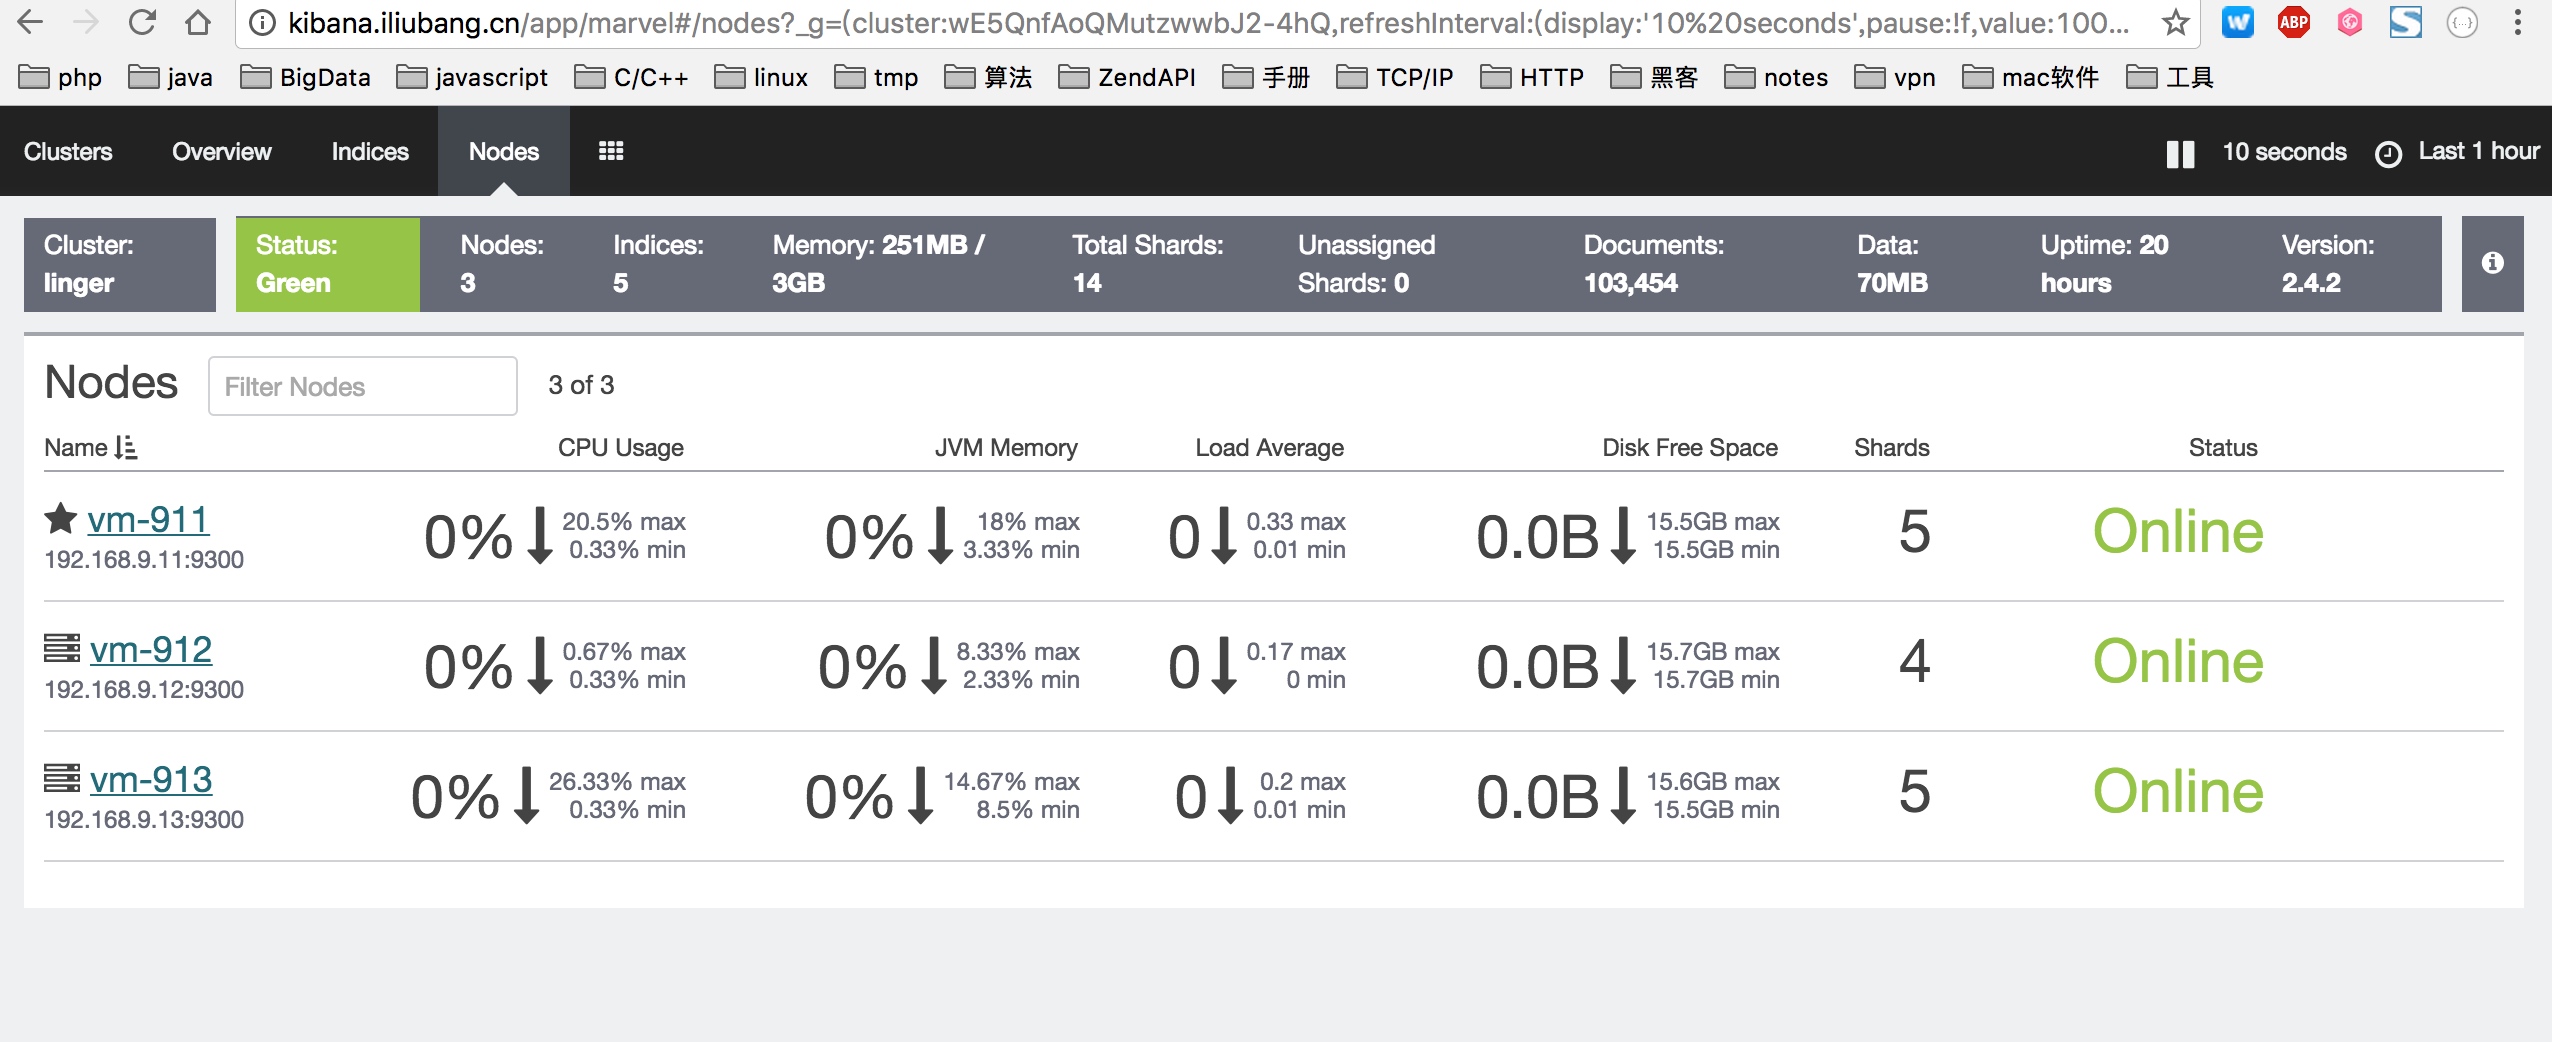 kibana.iliubang.cn/app/marvel#/nodes?_g=(cluster:wE5QnfAoQMutzwwbJ2-4hQ,refreshInterval:(display:'10%20seconds',pause:!f,value:100...
W ABP S {...}
php java BigData javascript C/C++ linux tmp 算法 ZendAPI 手册 TCP/IP HTTP 黑客 notes vpn mac软件 工具
Clusters Overview Indices Nodes 10 seconds Last 1 hour
Cluster: Status: Nodes: Indices: Memory: 251MB / Total Shards: Unassigned Documents: Data: Uptime: 20 Version:
linger Green 3 5 3GB 14 Shards: 0 103,454 70MB hours 2.4.2
Nodes Filter Nodes 3 of 3
Name CPU Usage JVM Memory Load Average Disk Free Space Shards Status
vm-911 0% 20.5% max 0% 18% max 0 0.33 max 0.0B 15.5GB max 5 Online
192.168.9.11:9300 0.33% min 3.33% min 0.01 min 15.5GB min
vm-912 0% 0.67% max 0% 8.33% max 0 0.17 max 0.0B 15.7GB max 4 Online
192.168.9.12:9300 0.33% min 2.33% min 0 min 15.7GB min
vm-913 0% 26.33% max 0% 14.67% max 0 0.2 max 0.0B 15.6GB max 5 Online
192.168.9.13:9300 0.33% min 8.5% min 0.01 min 15.5GB min